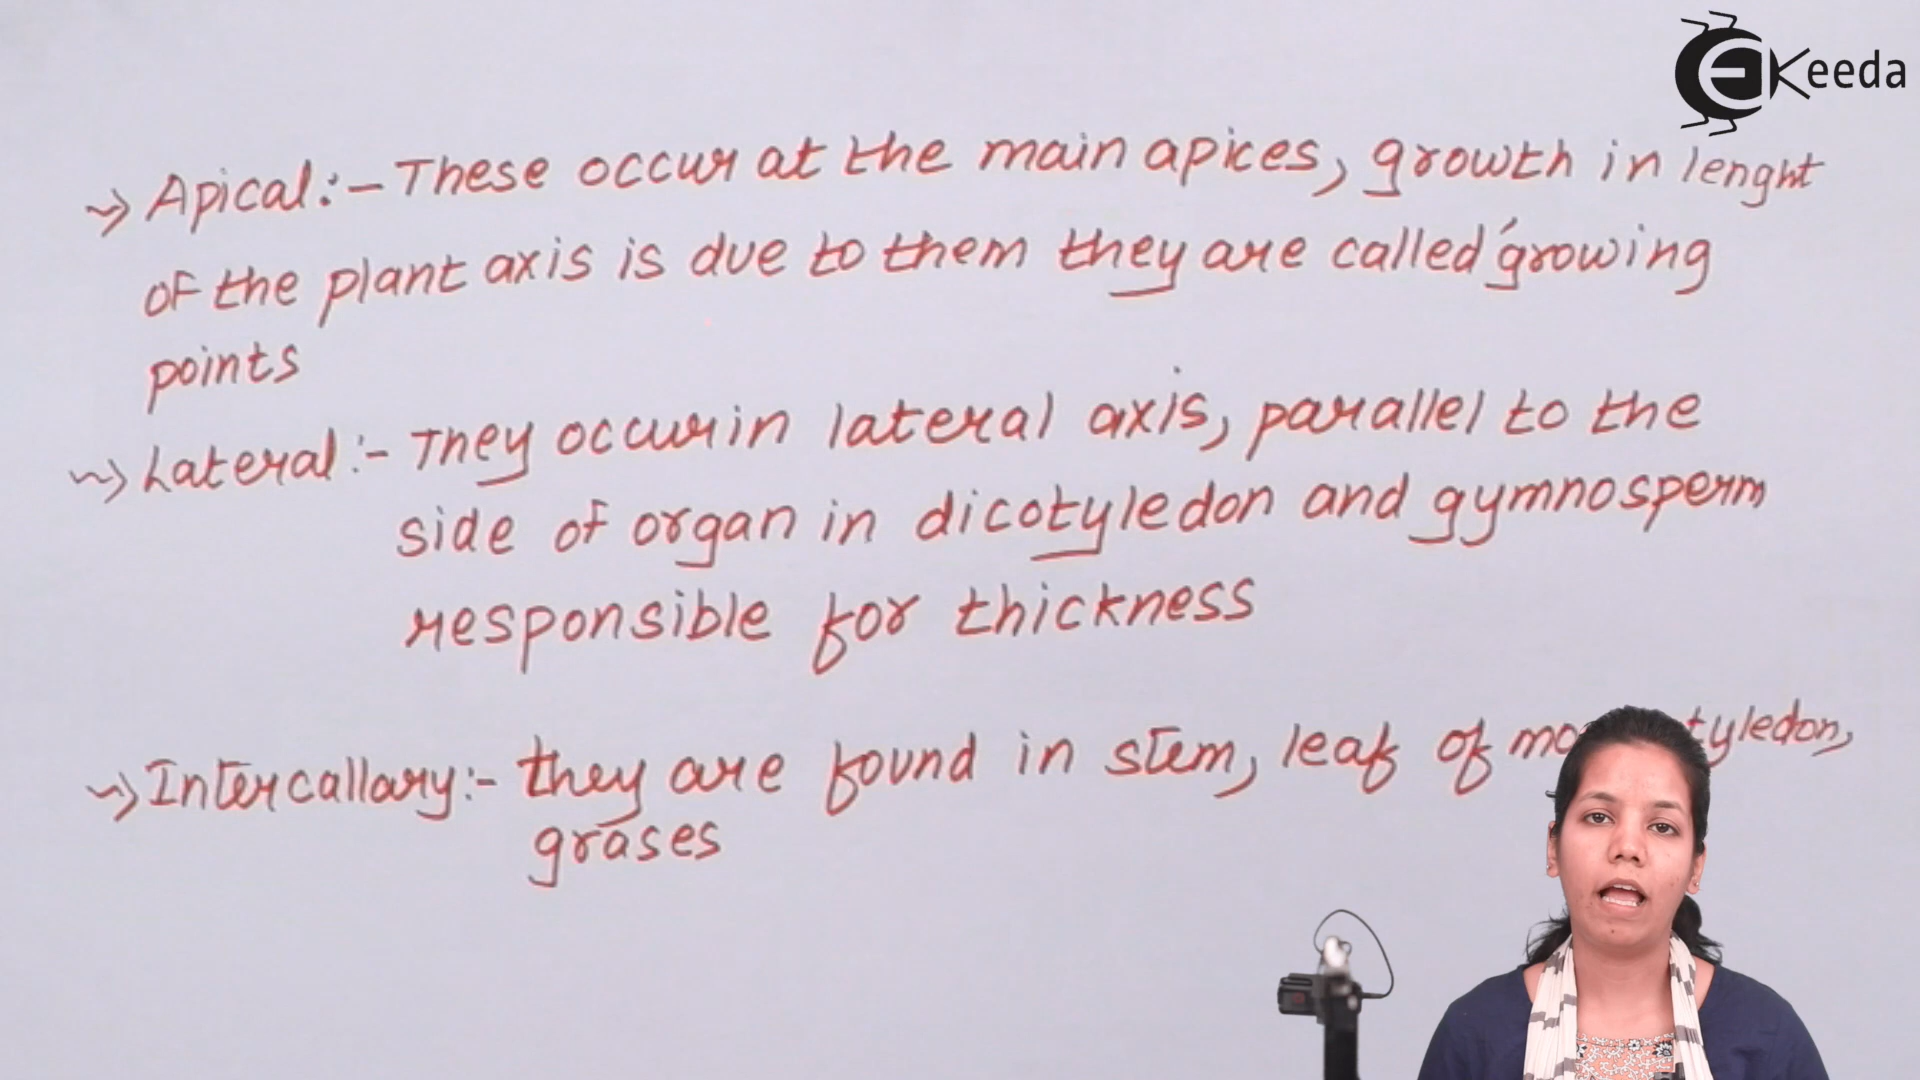 EKeeda
Apical:- These occur at the main apices, growth in lenght
of the plant axis is due to them they are called 'growing
points
Lateral:- They occur in lateral axis, parallel to the
side of organ in dicotyledon and gymnosperm
responsible for thickness
Intercallary:- they are found in stem, leaf of
grases